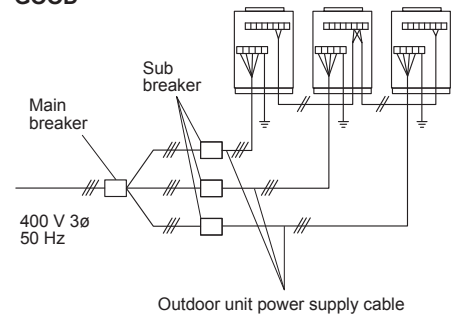 GOOD
Sub
breaker
Main
breaker
400 V 3ø
50 Hz
Outdoor unit power supply cable